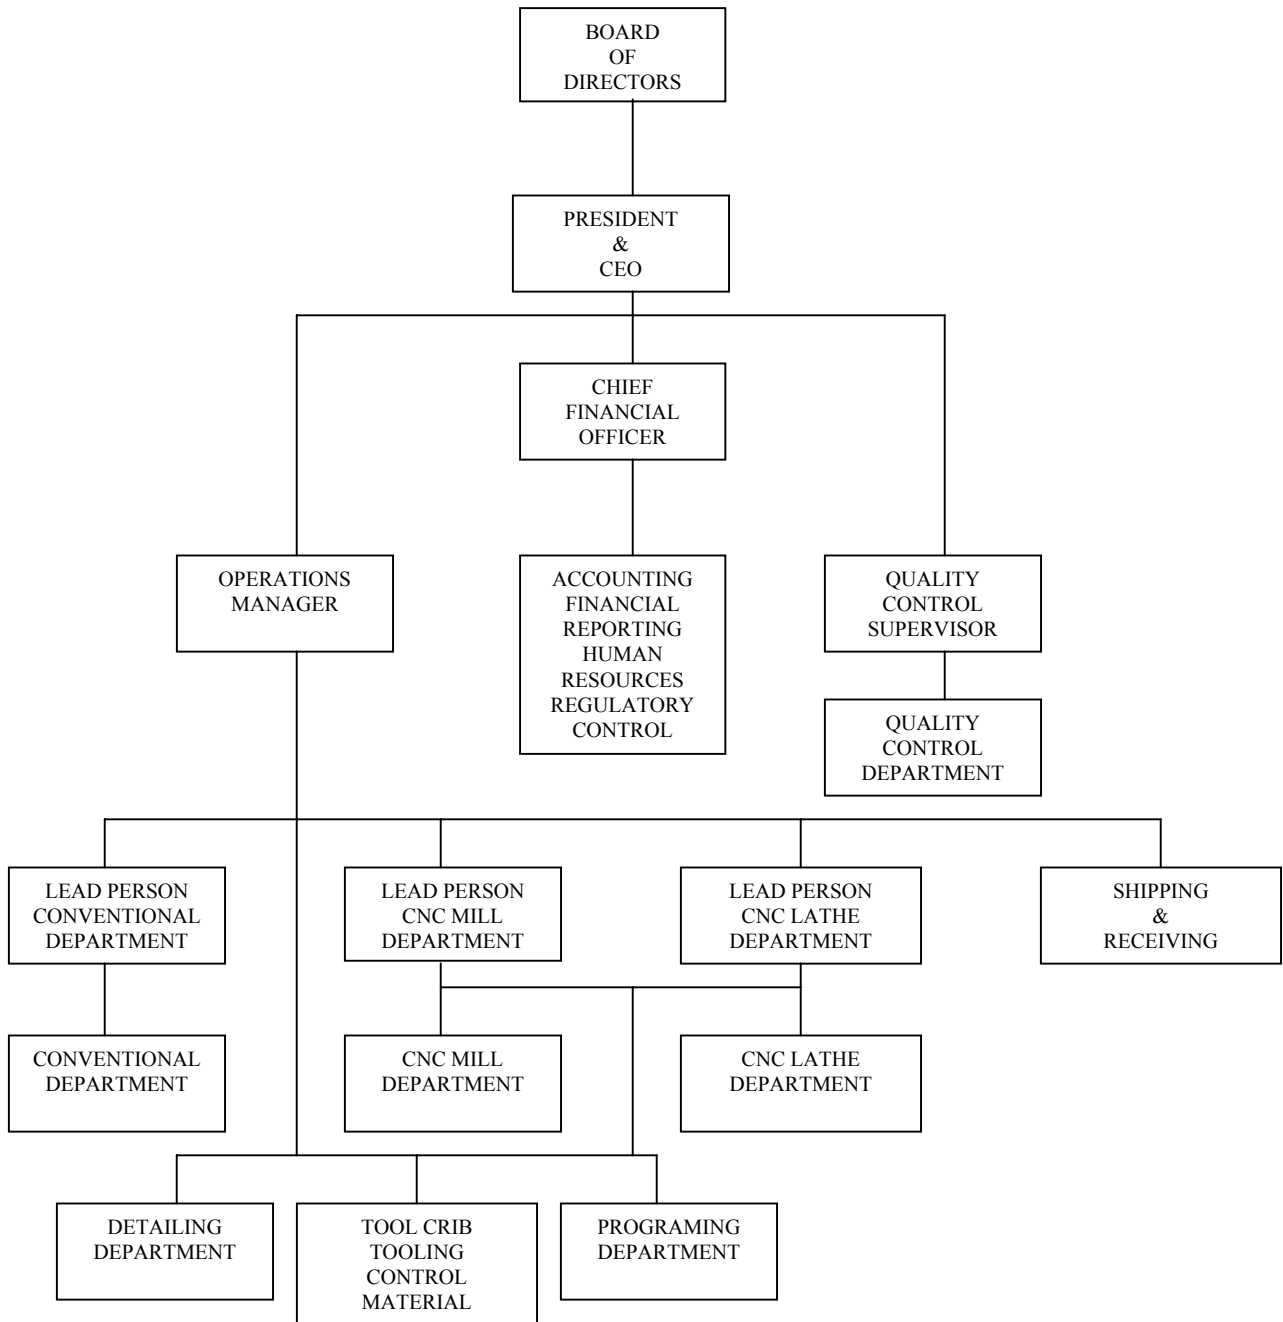 BOARD
OF
DIRECTORS
PRESIDENT
&
CEO
CHIEF
FINANCIAL
OFFICER
OPERATIONS
MANAGER
ACCOUNTING
FINANCIAL
REPORTING
HUMAN
RESOURCES
REGULATORY
CONTROL
QUALITY
CONTROL
SUPERVISOR
QUALITY
CONTROL
DEPARTMENT
LEAD PERSON
CONVENTIONAL
DEPARTMENT
LEAD PERSON
CNC MILL
DEPARTMENT
LEAD PERSON
CNC LATHE
DEPARTMENT
SHIPPING
&
RECEIVING
CONVENTIONAL
DEPARTMENT
CNC MILL
DEPARTMENT
CNC LATHE
DEPARTMENT
DETAILING
DEPARTMENT
TOOL CRIB
TOOLING
CONTROL
MATERIAL
PROGRAMING
DEPARTMENT